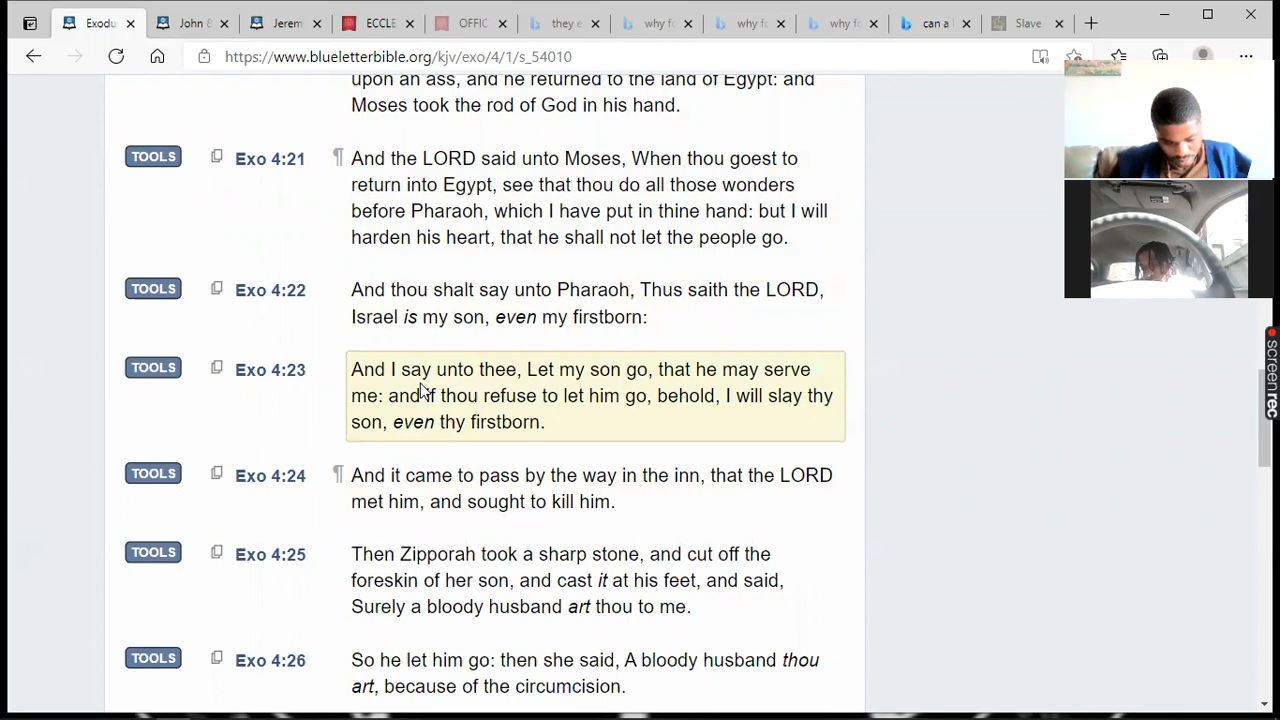 Exodu
John 8
Jerem
ECCLE
OFFIC
they e
why fo
why fo
why fo
can a l
Slave
https://www.blueletterbible.org/kjv/exo/4/1/s_54010
upon an ass, and he returned to the land of Egypt: and
Moses took the rod of God in his hand.
TOOLS Exo 4:21 ¶ And the LORD said unto Moses, When thou goest to
return into Egypt, see that thou do all those wonders
before Pharaoh, which I have put in thine hand: but I will
harden his heart, that he shall not let the people go.
TOOLS Exo 4:22 And thou shalt say unto Pharaoh, Thus saith the LORD,
Israel is my son, even my firstborn:
TOOLS Exo 4:23 And I say unto thee, Let my son go, that he may serve
me: and if thou refuse to let him go, behold, I will slay thy
son, even thy firstborn.
TOOLS Exo 4:24 ¶ And it came to pass by the way in the inn, that the LORD
met him, and sought to kill him.
TOOLS Exo 4:25 Then Zipporah took a sharp stone, and cut off the
foreskin of her son, and cast it at his feet, and said,
Surely a bloody husband art thou to me.
TOOLS Exo 4:26 So he let him go: then she said, A bloody husband thou
art, because of the circumcision.
screenrec